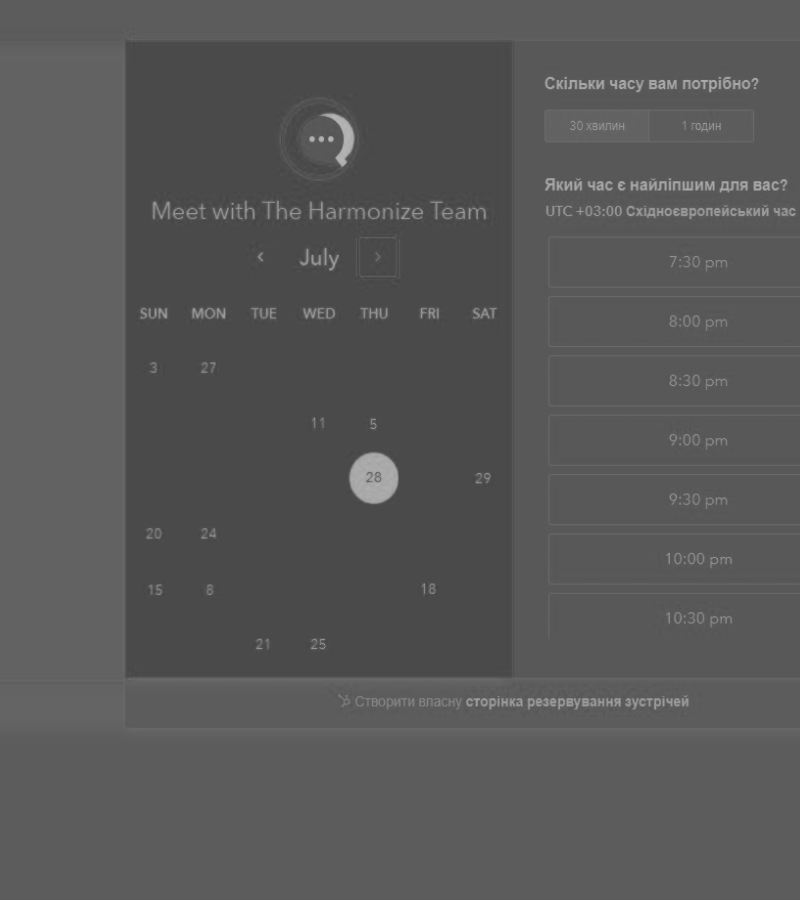 Meet with The Harmonize Team
July
SUN MON TUE WED THU FRI SAT
3 27
11 5
28 29
20 24
15 8 18
21 25
Скільки часу вам потрібно?
30 хвилин 1 годин
Який час є найліпшим для вас?
UTC +03:00 Східноєвропейський час
7:30 pm
8:00 pm
8:30 pm
9:00 pm
9:30 pm
10:00 pm
10:30 pm
Створити власну сторінка резервування зустрічей